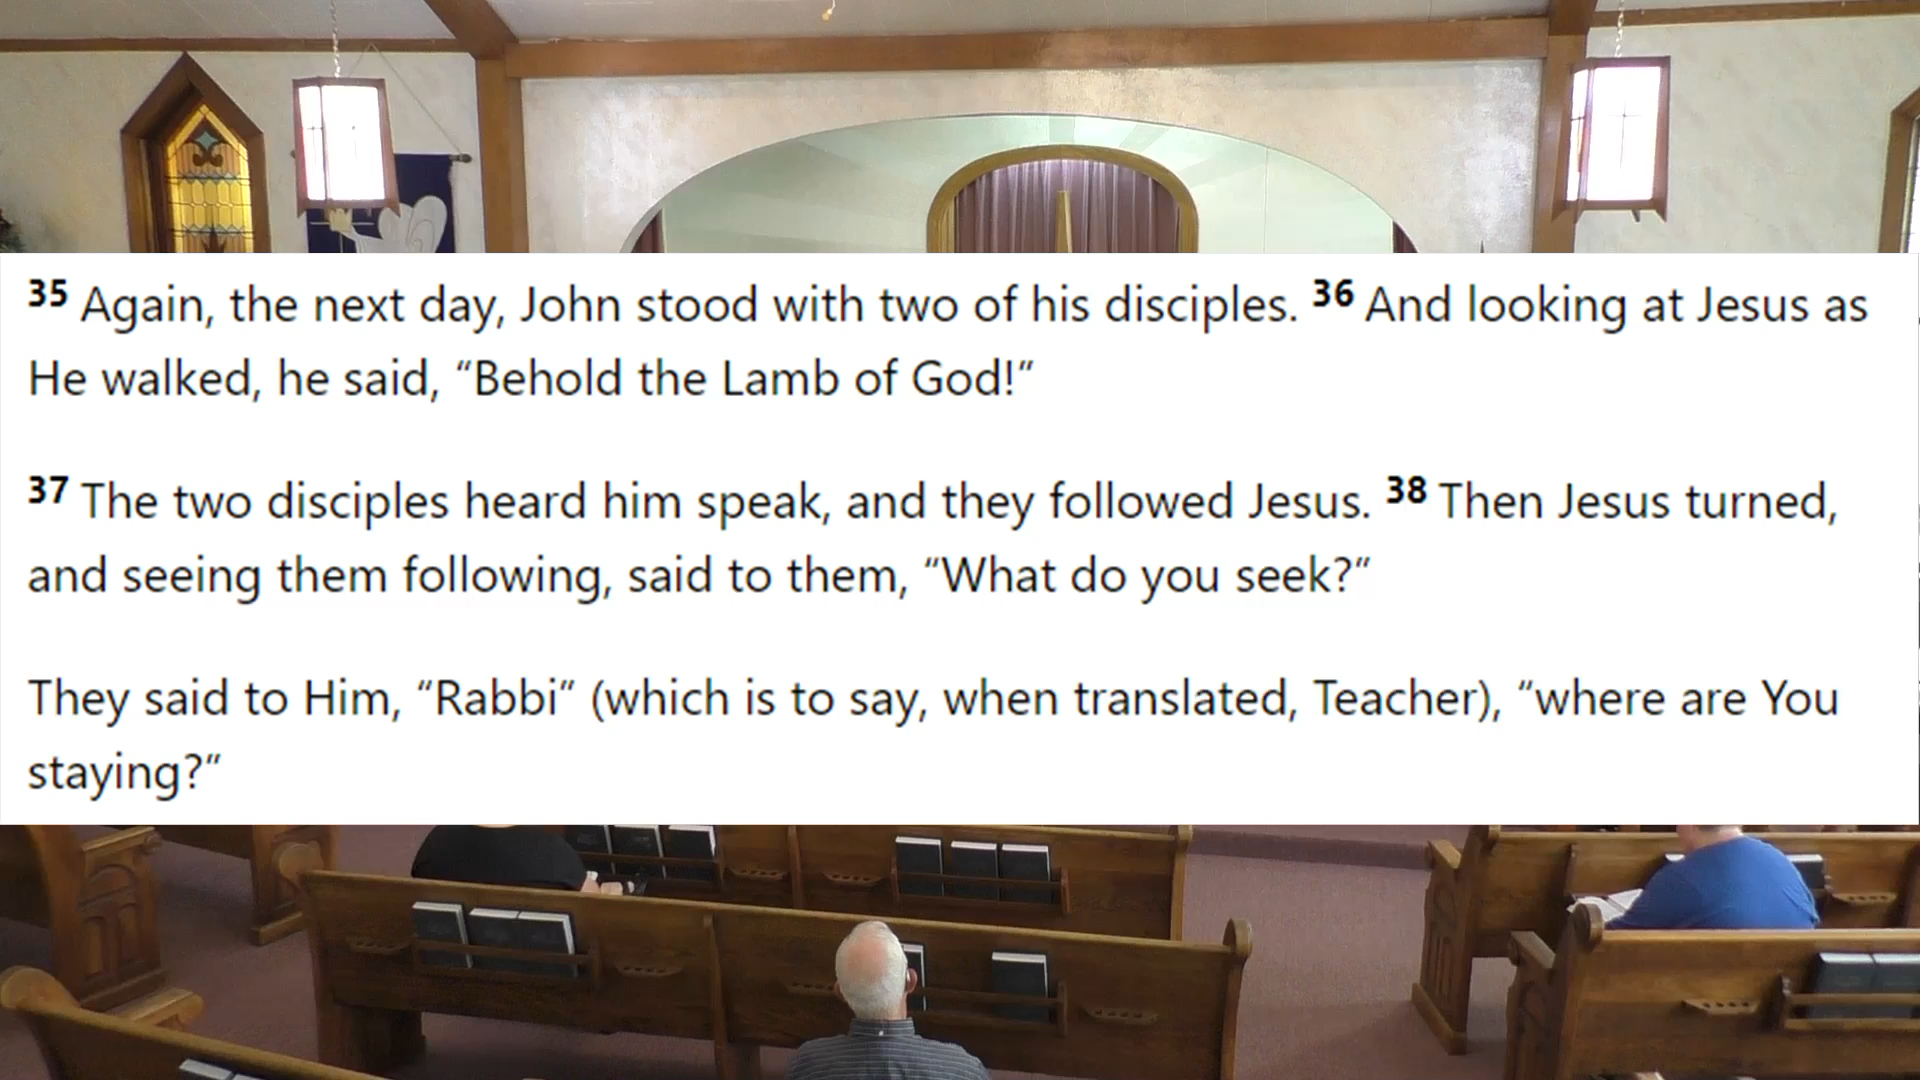 35 Again, the next day, John stood with two of his disciples. 36 And looking at Jesus as
He walked, he said, “Behold the Lamb of God!”
37 The two disciples heard him speak, and they followed Jesus. 38 Then Jesus turned,
and seeing them following, said to them, “What do you seek?”
They said to Him, “Rabbi” (which is to say, when translated, Teacher), “where are You
staying?”